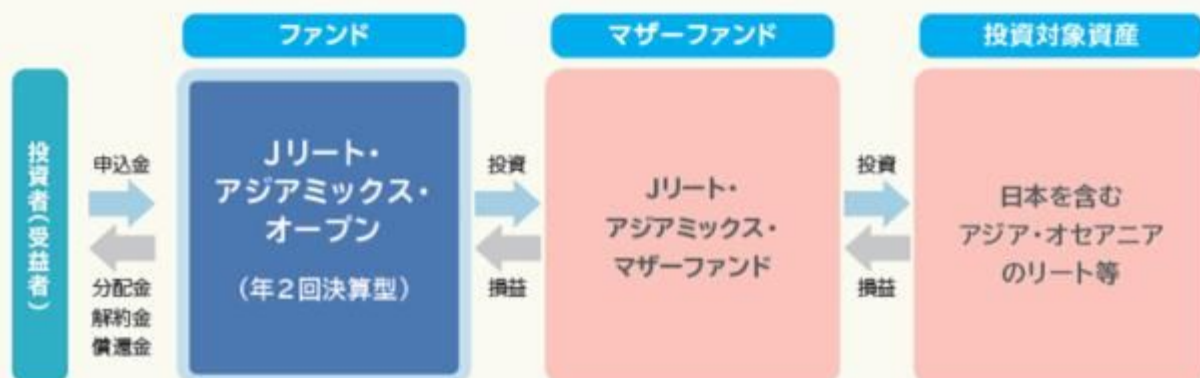 ファンド
マザーファンド
投資対象資産
投資者(受益者)
申込金
分配金
解約金
償還金
Jリート・
アジアミックス・
オープン
(年2回決算型)
投資
損益
Jリート・
アジアミックス・
マザーファンド
投資
損益
日本を含む
アジア・オセアニア
のリート等